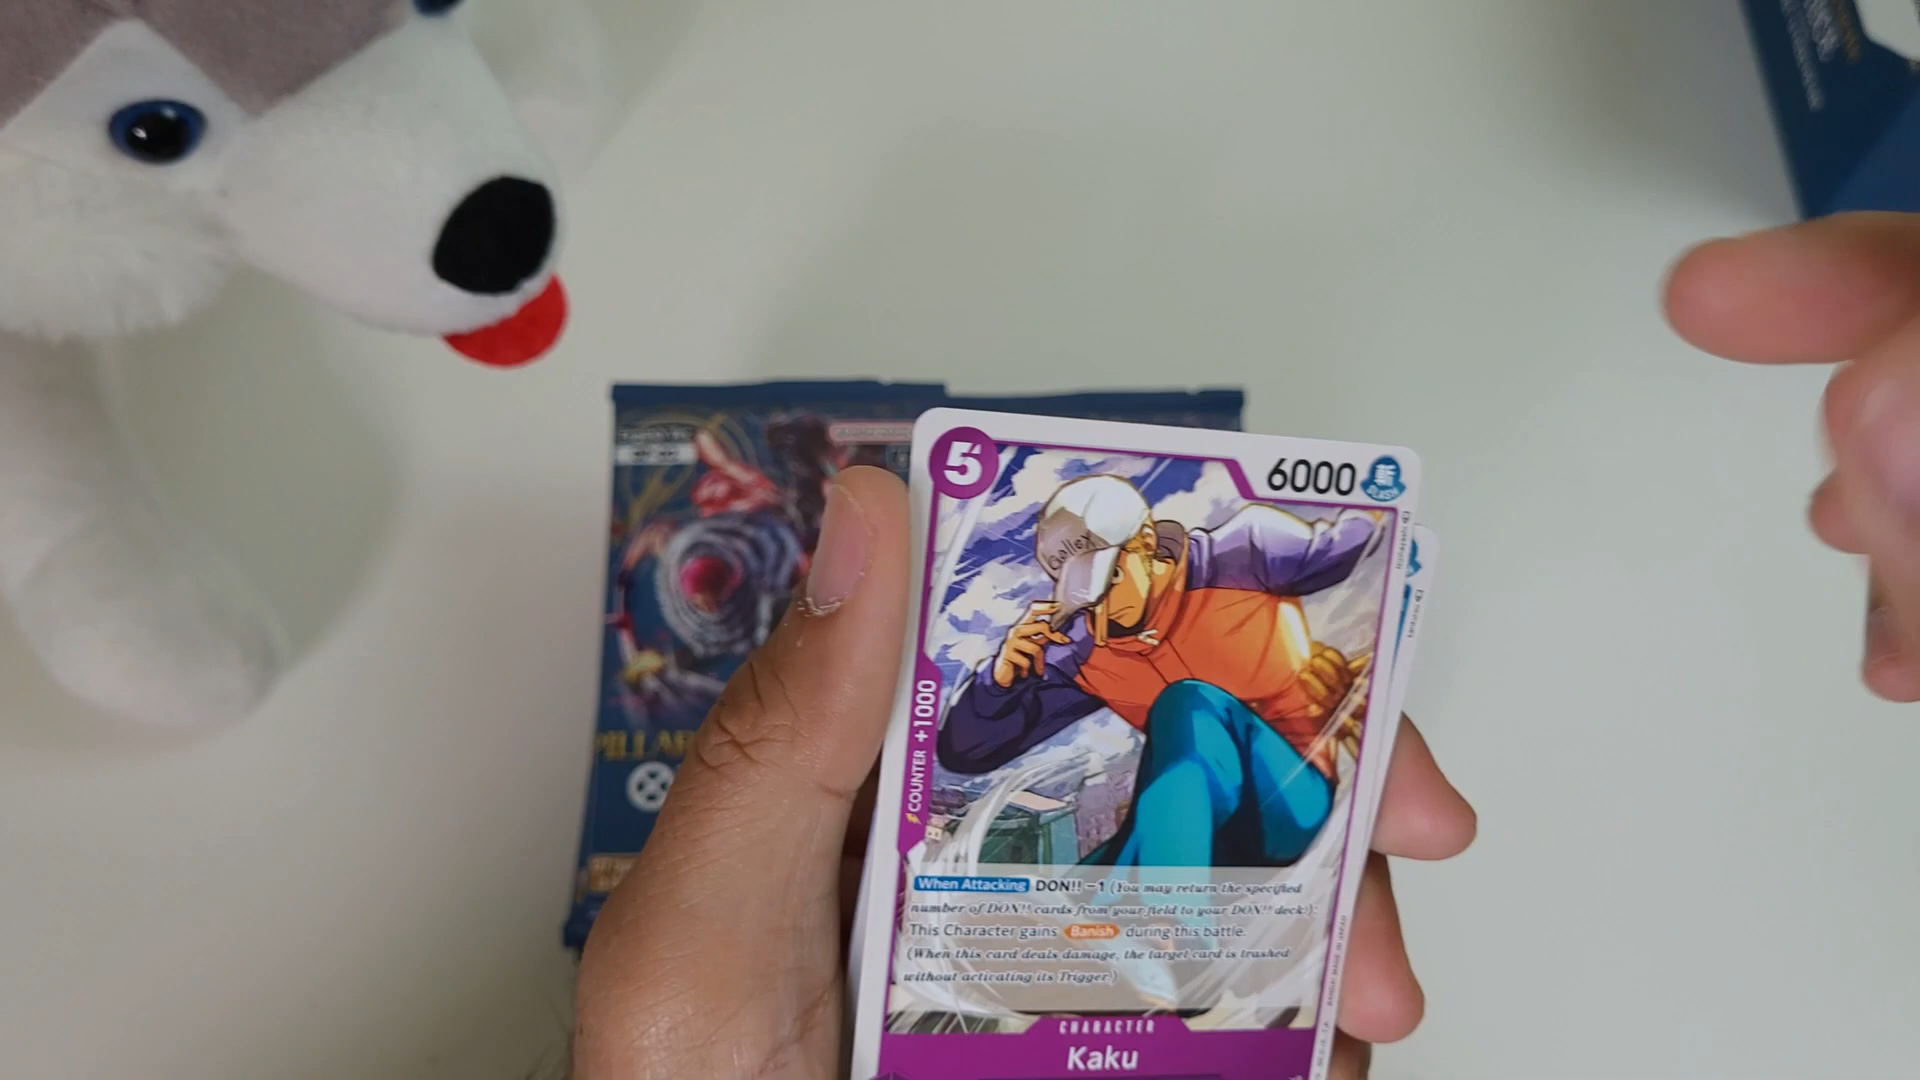 5
6000
斬
SLASH
GalleX
COUNTER +1000
When Attacking DON!! −1 (You may return the specified
number of DON!! cards from your field to your DON!! deck.):
This Character gains Banish during this battle.
(When this card deals damage, the target card is trashed
without activating its Trigger.)
CHARACTER
Kaku
PILLAR